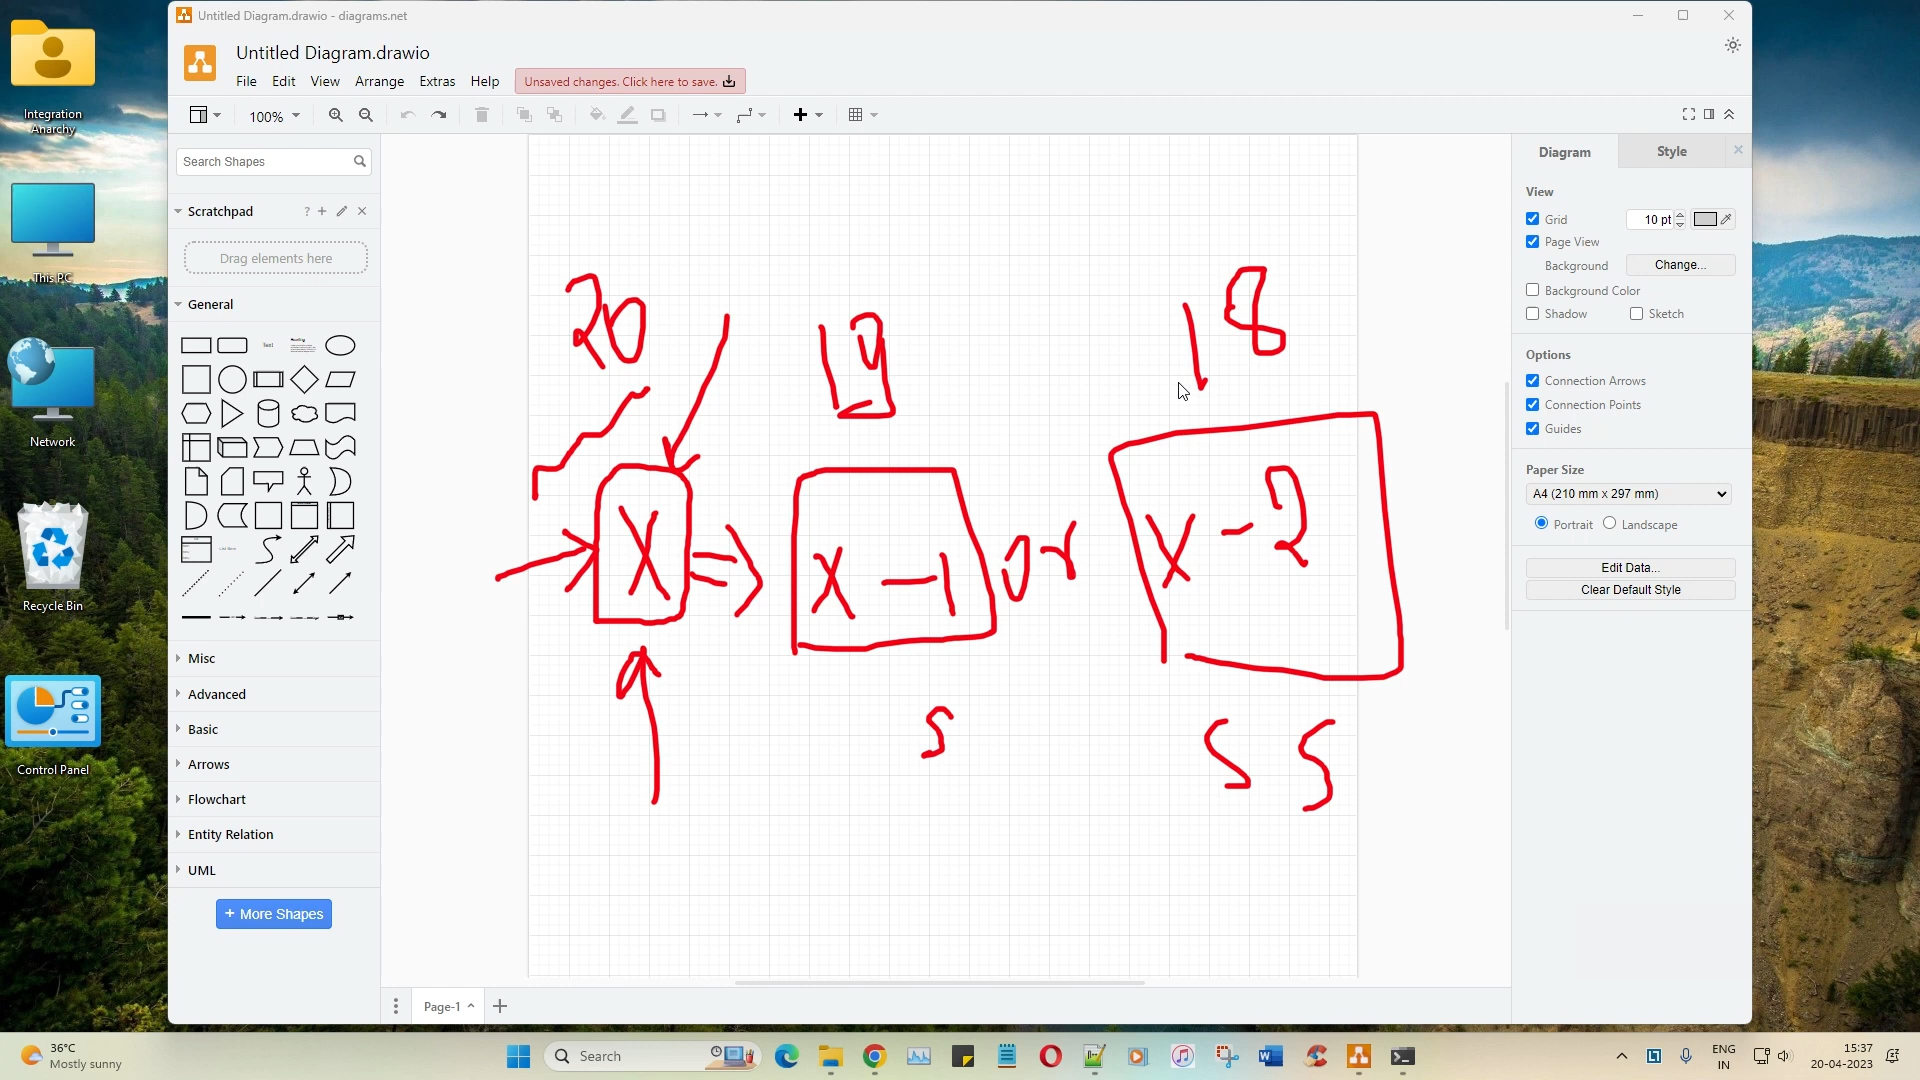 Untitled Diagram.drawio - diagrams.net
Untitled Diagram.drawio
File Edit View Arrange Extras Help Unsaved changes. Click here to save.
100%
Search Shapes
Scratchpad ? + ✕
Drag elements here
General
Text
Heading
List Item
Misc
Advanced
Basic
Arrows
Flowchart
Entity Relation
UML
+ More Shapes
20
19
18
X
X - 1
or
X - 2
S
S S
Diagram Style
View
Grid 10 pt
Page View
Background Change...
Background Color
Shadow Sketch
Options
Connection Arrows
Connection Points
Guides
Paper Size
A4 (210 mm x 297 mm)
Portrait Landscape
Edit Data...
Clear Default Style
Page-1
Integration
Anarchy
This PC
Network
Recycle Bin
Control Panel
36°C
Mostly sunny
Search
ENG
IN
15:37
20-04-2023